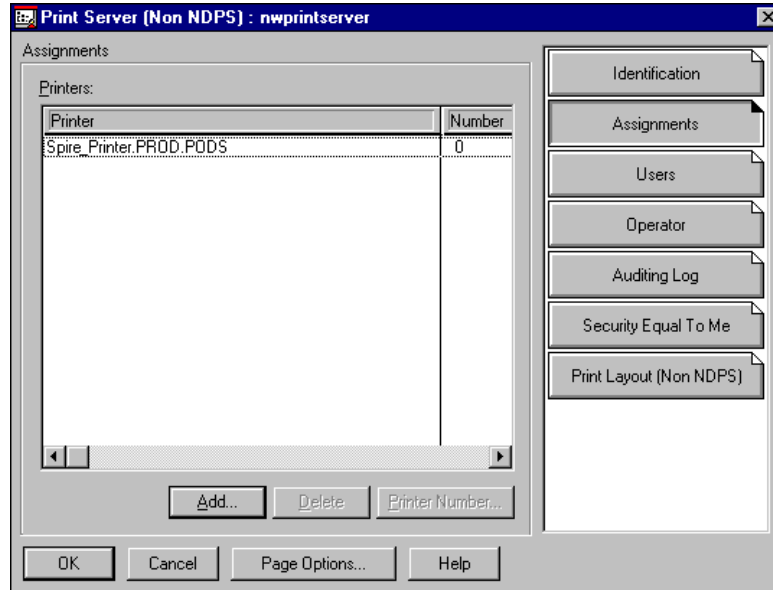 Print Server (Non NDPS) : nwprintserver
Assignments
Printers:
Printer Number
Spire_Printer.PROD.PODS 0
Add... Delete Printer Number...
OK Cancel Page Options... Help
Identification
Assignments
Users
Operator
Auditing Log
Security Equal To Me
Print Layout (Non NDPS)